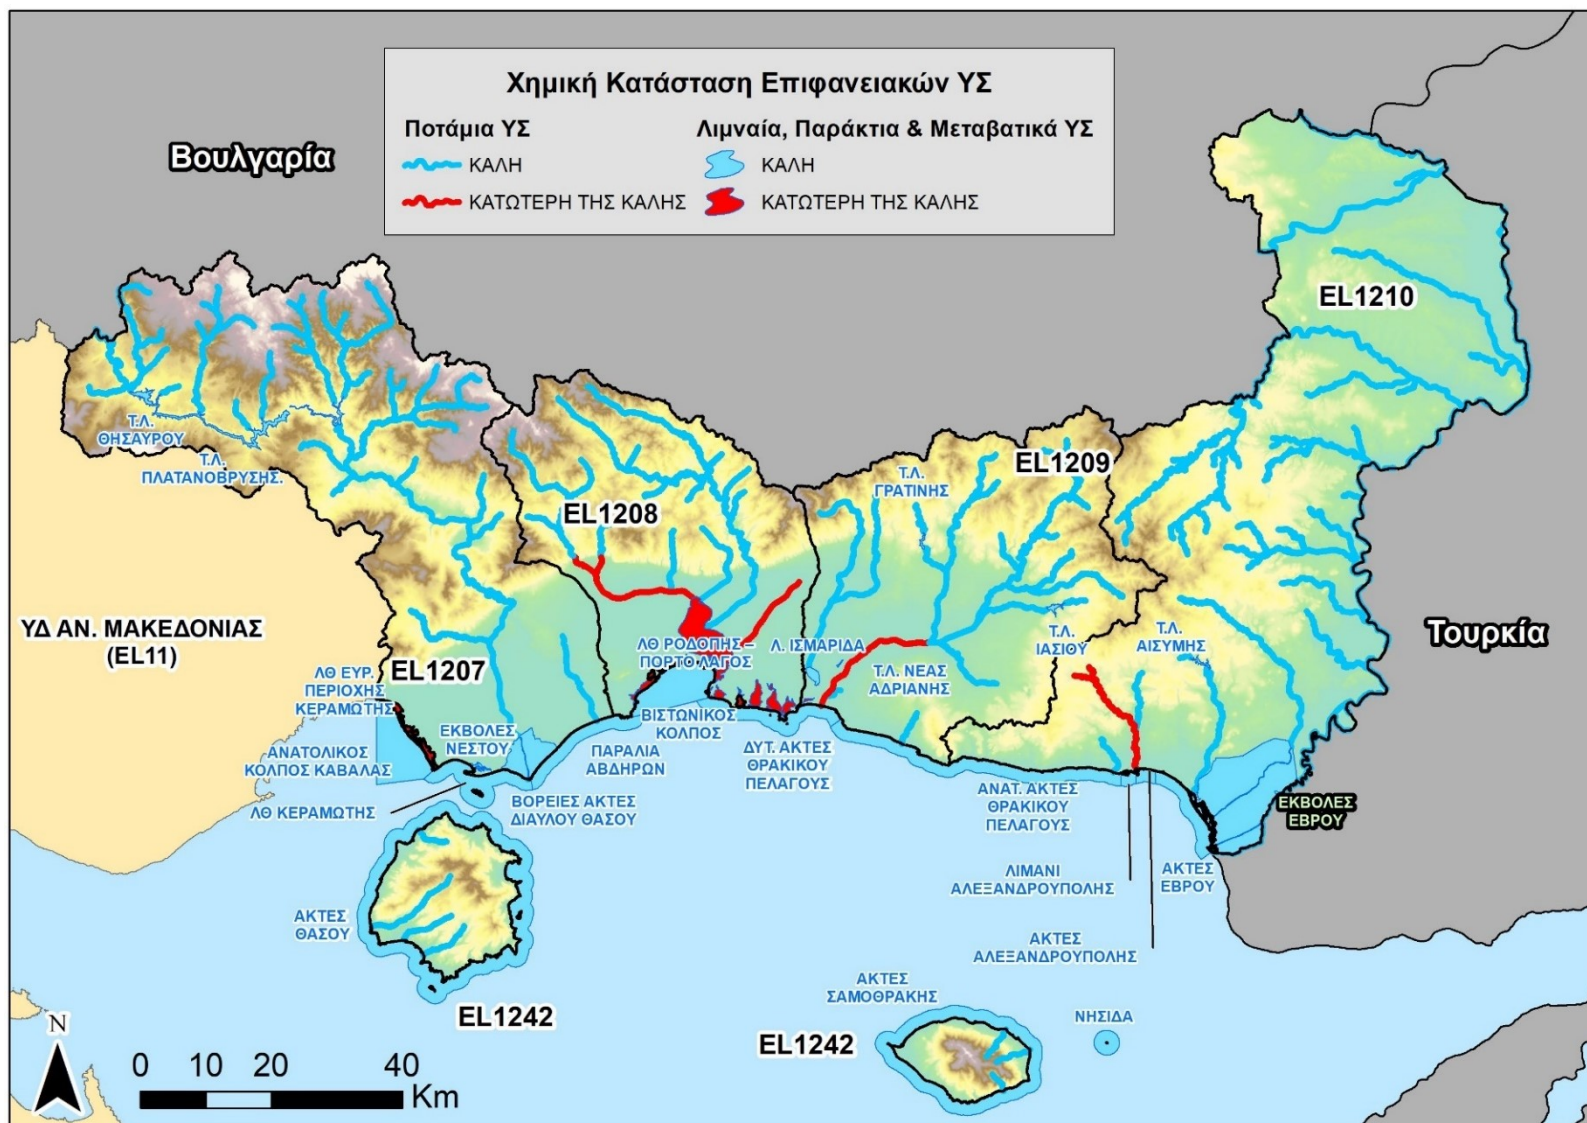 Χημική Κατάσταση Επιφανειακών ΥΣ
Ποτάμια ΥΣ
Λιμναία, Παράκτια & Μεταβατικά ΥΣ
ΚΑΛΗ
ΚΑΛΗ
ΚΑΤΩΤΕΡΗ ΤΗΣ ΚΑΛΗΣ
ΚΑΤΩΤΕΡΗ ΤΗΣ ΚΑΛΗΣ
Βουλγαρία
EL1210
Τ.Λ.
ΘΗΣΑΥΡΟΥ
Τ.Λ.
ΠΛΑΤΑΝΟΒΡΥΣΗΣ.
EL1208
Τ.Λ.
ΓΡΑΤΙΝΗΣ
EL1209
ΥΔ ΑΝ. ΜΑΚΕΔΟΝΙΑΣ
(EL11)
Τουρκία
EL1207
ΛΘ ΡΟΔΟΠΗΣ –
ΠΟΡΤΟ ΛΑΓΟΣ
Λ. ΙΣΜΑΡΙΔΑ
Τ.Λ. ΝΕΑΣ
ΑΔΡΙΑΝΗΣ
Τ.Λ.
ΙΑΣΙΟΥ
Τ.Λ.
ΑΙΣΥΜΗΣ
ΛΘ ΕΥΡ.
ΠΕΡΙΟΧΗΣ
ΚΕΡΑΜΩΤΗΣ
ΑΝΑΤΟΛΙΚΟΣ
ΚΟΛΠΟΣ ΚΑΒΑΛΑΣ
ΕΚΒΟΛΕΣ
ΝΕΣΤΟΥ
ΒΙΣΤΩΝΙΚΟΣ
ΚΟΛΠΟΣ
ΠΑΡΑΛΙΑ
ΑΒΔΗΡΩΝ
ΔΥΤ. ΑΚΤΕΣ
ΘΡΑΚΙΚΟΥ
ΠΕΛΑΓΟΥΣ
ΛΘ ΚΕΡΑΜΩΤΗΣ
ΒΟΡΕΙΕΣ ΑΚΤΕΣ
ΔΙΑΥΛΟΥ ΘΑΣΟΥ
ΑΝΑΤ. ΑΚΤΕΣ
ΘΡΑΚΙΚΟΥ
ΠΕΛΑΓΟΥΣ
ΕΚΒΟΛΕΣ
ΕΒΡΟΥ
ΛΙΜΑΝΙ
ΑΛΕΞΑΝΔΡΟΥΠΟΛΗΣ
ΑΚΤΕΣ
ΕΒΡΟΥ
ΑΚΤΕΣ
ΘΑΣΟΥ
ΑΚΤΕΣ
ΑΛΕΞΑΝΔΡΟΥΠΟΛΗΣ
ΑΚΤΕΣ
ΣΑΜΟΘΡΑΚΗΣ
EL1242
EL1242
ΝΗΣΙΔΑ
N
0 10 20 40
Km